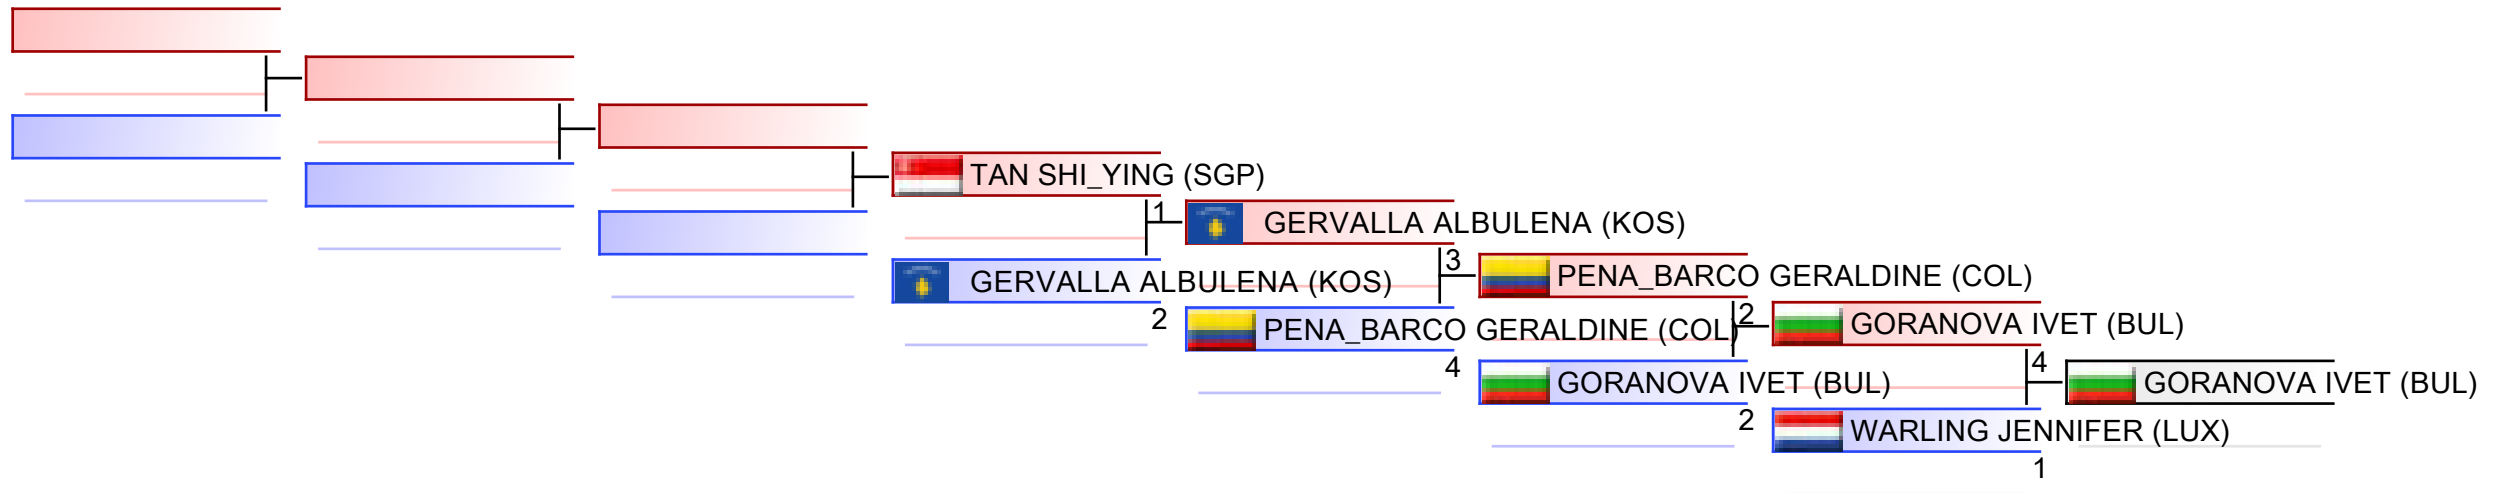 TAN SHI_YING (SGP)
1
GERVALLA ALBULENA (KOS)
3
GERVALLA ALBULENA (KOS)
2
PENA_BARCO GERALDINE (COL)
2
PENA_BARCO GERALDINE (COL)
4
GORANOVA IVET (BUL)
4
GORANOVA IVET (BUL)
2
GORANOVA IVET (BUL)
WARLING JENNIFER (LUX)
1